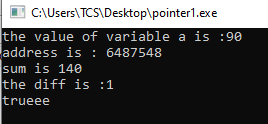 C:\Users\TCS\Desktop\pointer1.exe
the value of variable a is :90
address is : 6487548
sum is 140
the diff is :1
trueee